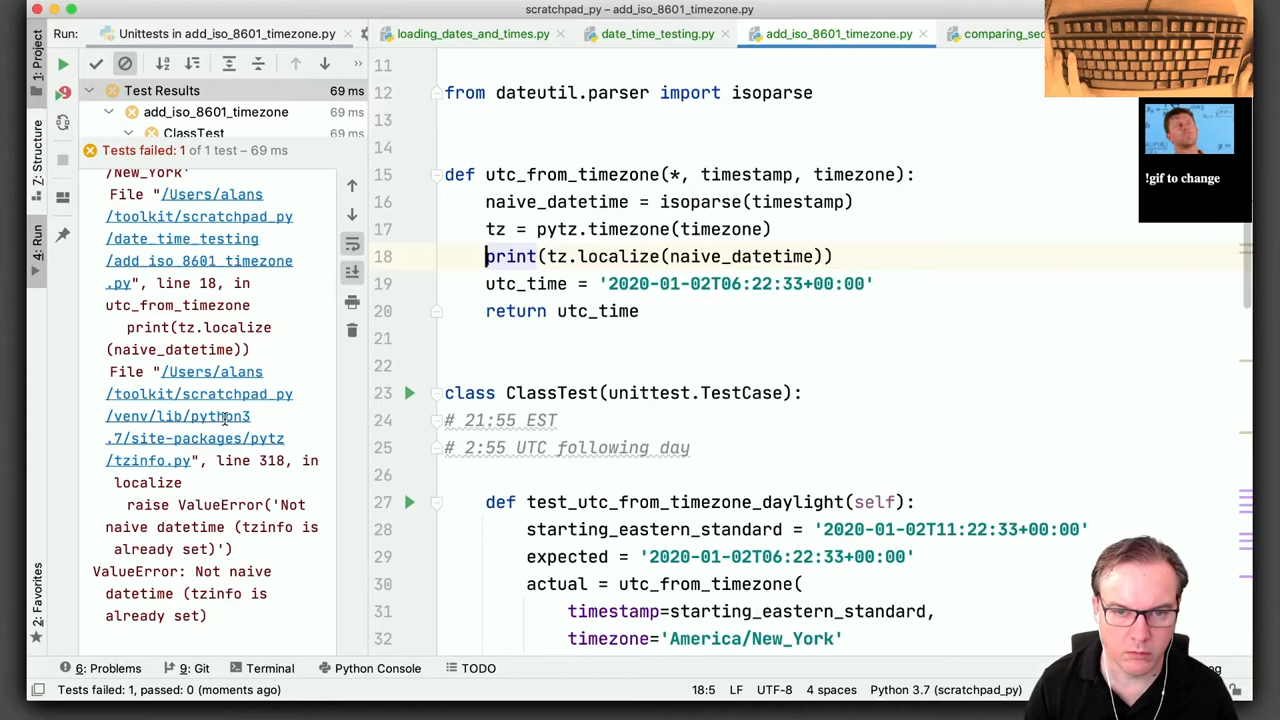 scratchpad_py – add_iso_8601_timezone.py
Run:
Unittests in add_iso_8601_timezone.py
loading_dates_and_times.py
date_time_testing.py
add_iso_8601_timezone.py
1: Project
Z: Structure
4: Run
2: Favorites
Test Results 69 ms
add_iso_8601_timezone 69 ms
ClassTest 69 ms
Tests failed: 1 of 1 test – 69 ms
/New_York'
File "/Users/alans
/toolkit/scratchpad_py
/date_time_testing
/add_iso_8601_timezone
.py", line 18, in
utc_from_timezone
print(tz.localize
(naive_datetime))
File "/Users/alans
/toolkit/scratchpad_py
/venv/lib/python3
.7/site-packages/pytz
/tzinfo.py", line 318, in
localize
raise ValueError('Not
naive datetime (tzinfo is
already set)')
ValueError: Not naive
datetime (tzinfo is
already set)
11
12 from dateutil.parser import isoparse
13
14
15 def utc_from_timezone(*, timestamp, timezone):
16 naive_datetime = isoparse(timestamp)
17 tz = pytz.timezone(timezone)
18 print(tz.localize(naive_datetime))
19 utc_time = '2020-01-02T06:22:33+00:00'
20 return utc_time
21
22
23 class ClassTest(unittest.TestCase):
24 # 21:55 EST
25 # 2:55 UTC following day
26
27 def test_utc_from_timezone_daylight(self):
28 starting_eastern_standard = '2020-01-02T11:22:33+00:00'
29 expected = '2020-01-02T06:22:33+00:00'
30 actual = utc_from_timezone(
31 timestamp=starting_eastern_standard,
32 timezone='America/New_York'
!gif to change
6: Problems
9: Git
Terminal
Python Console
TODO
Tests failed: 1, passed: 0 (moments ago)
18:5 LF UTF-8 4 spaces Python 3.7 (scratchpad_py)